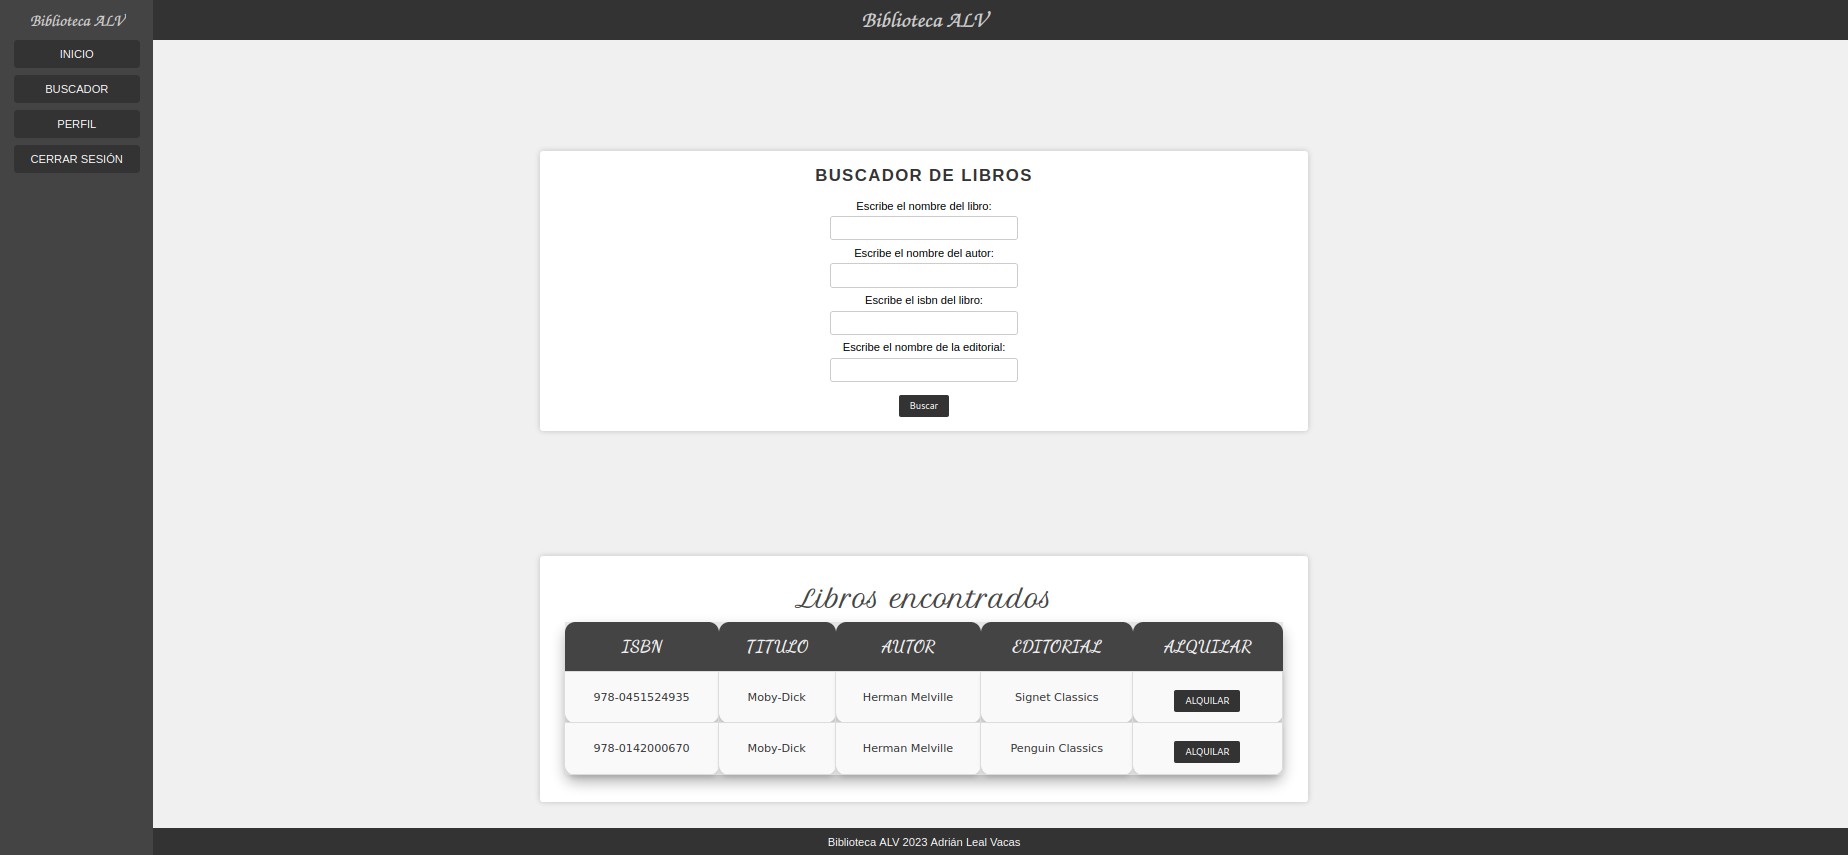 Biblioteca ALV
INICIO
BUSCADOR
PERFIL
CERRAR SESIÓN
Biblioteca ALV
BUSCADOR DE LIBROS
Escribe el nombre del libro:
Escribe el nombre del autor:
Escribe el isbn del libro:
Escribe el nombre de la editorial:
Buscar
Libros encontrados
ISBN TITULO AUTOR EDITORIAL ALQUILAR
978-0451524935 Moby-Dick Herman Melville Signet Classics ALQUILAR
978-0142000670 Moby-Dick Herman Melville Penguin Classics ALQUILAR
Biblioteca ALV 2023 Adrián Leal Vacas